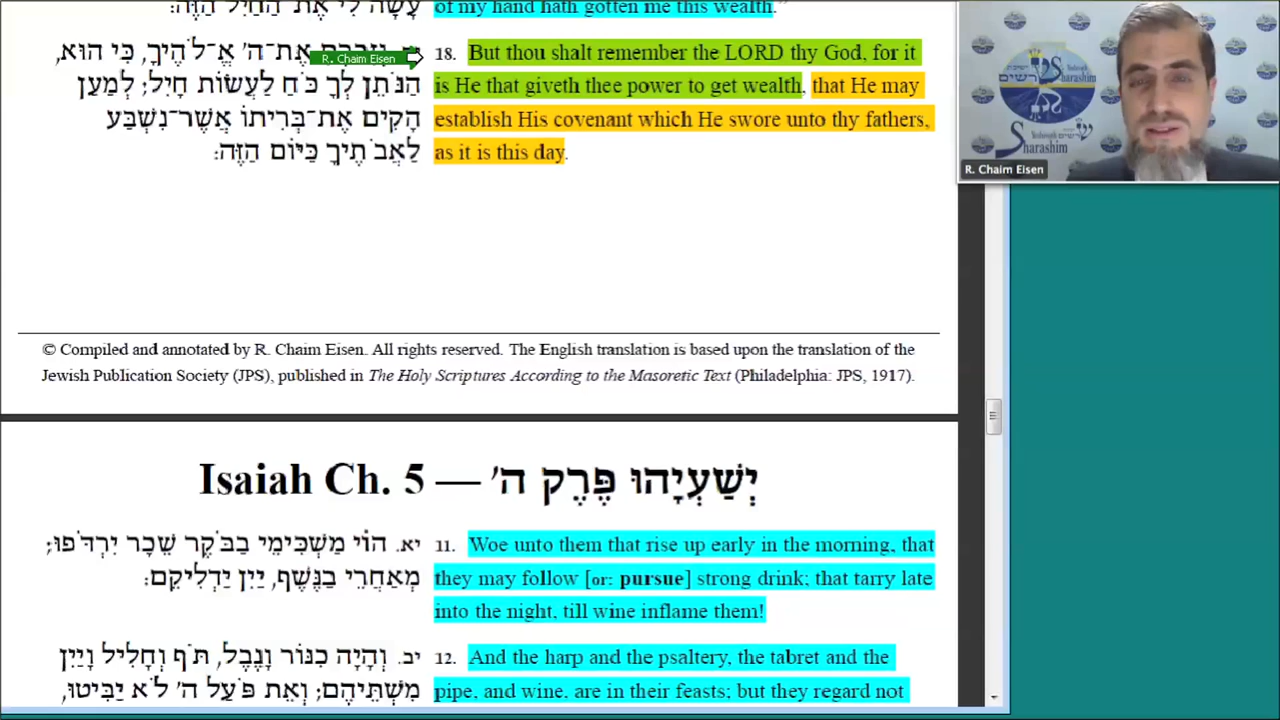 עָשָׂה לִי אֶת הַחַיִל הַזֶּה:
of my hand hath gotten me this wealth."
אֶת־ה' אֱ־לֹהֶיךָ, כִּי הוּא,
הַנֹּתֵן לְךָ כֹּחַ לַעֲשׂוֹת חָיִל; לְמַעַן
הָקִים אֶת־בְּרִיתוֹ אֲשֶׁר־נִשְׁבַּע
לַאֲבֹתֶיךָ כַּיּוֹם הַזֶּה:
R. Chaim Eisen
18. But thou shalt remember the LORD thy God, for it
is He that giveth thee power to get wealth, that He may
establish His covenant which He swore unto thy fathers,
as it is this day.
© Compiled and annotated by R. Chaim Eisen. All rights reserved. The English translation is based upon the translation of the
Jewish Publication Society (JPS), published in The Holy Scriptures According to the Masoretic Text (Philadelphia: JPS, 1917).
Isaiah Ch. 5 — יְשַׁעְיָהוּ פֶּרֶק ה'
יא. הוֹי מַשְׁכִּימֵי בַבֹּקֶר שֵׁכָר יִרְדֹּפוּ;
מְאַחֲרֵי בַנֶּשֶׁף, יַיִן יַדְלִיקֵם:
11. Woe unto them that rise up early in the morning, that
they may follow [or: pursue] strong drink; that tarry late
into the night, till wine inflame them!
יב. וְהָיָה כִנּוֹר וָנֶבֶל, תֹּף וְחָלִיל וָיַיִן
מִשְׁתֵּיהֶם; וְאֵת פֹּעַל ה' לֹא יַבִּיטוּ,
12. And the harp and the psaltery, the tabret and the
pipe, and wine, are in their feasts; but they regard not
Sharashim
שרשים
Yeshivath
Sharashim
R. Chaim Eisen